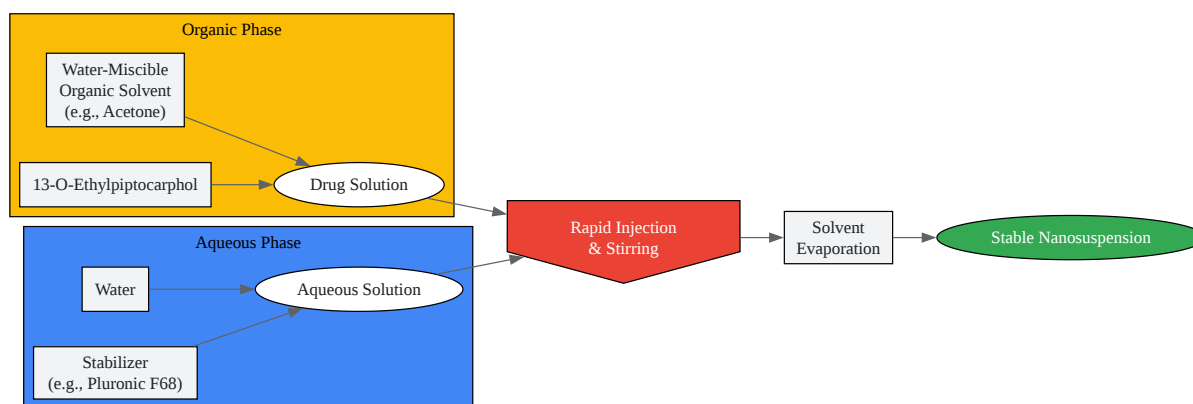 Organic Phase
Water-Miscible
Organic Solvent
(e.g., Acetone)
13-O-Ethylpiptocarphol
Drug Solution
Aqueous Phase
Water
Aqueous Solution
Stabilizer
(e.g., Pluronic F68)
Rapid Injection
& Stirring
Solvent
Evaporation
Stable Nanosuspension